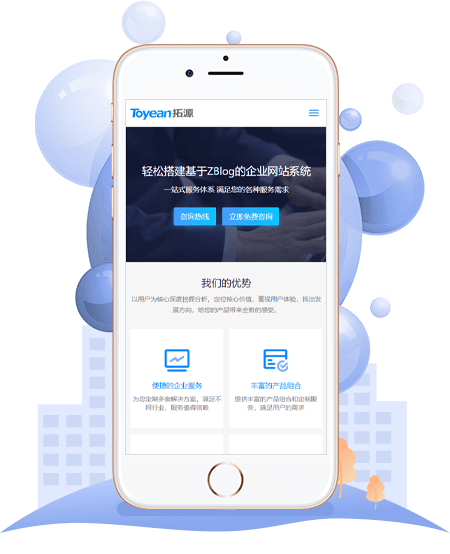 Toyean拓源
轻松搭建基于ZBlog的企业网站系统
一站式服务体系 满足您的各种服务需求
咨询热线 立即免费咨询
我们的优势
以用户为核心深度挖掘分析，定位核心价值，重视用户体验，找出发
展方向，给您的产品带来全新的感受。
便捷的企业服务 丰富的产品组合
为您定制多套解决方案，满足不
同行业，服务值得信赖
提供丰富的产品组合和定制服
务，满足用户的需求